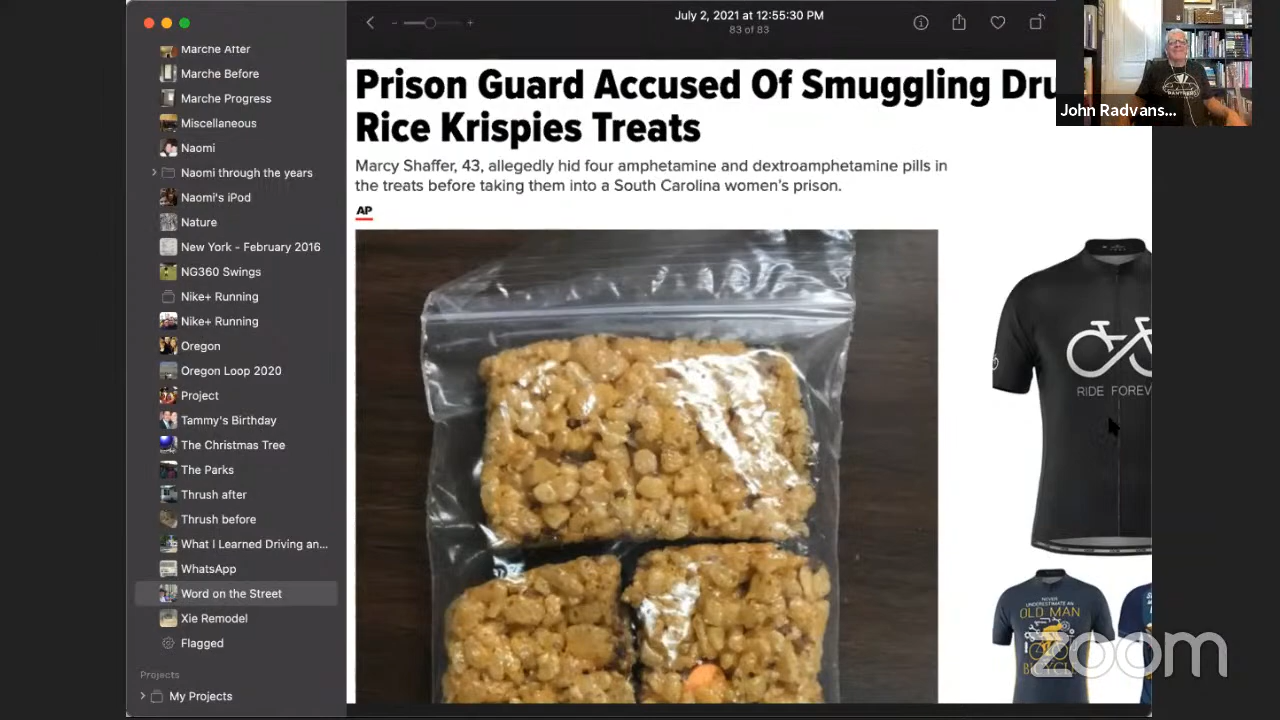 July 2, 2021 at 12:55:30 PM
83 of 83
Marche After
Marche Before
Marche Progress
Miscellaneous
Naomi
Naomi through the years
Naomi's iPod
Nature
New York - February 2016
NG360 Swings
Nike+ Running
Nike+ Running
Oregon
Oregon Loop 2020
Project
Tammy's Birthday
The Christmas Tree
The Parks
Thrush after
Thrush before
What I Learned Driving an...
WhatsApp
Word on the Street
Xie Remodel
Flagged
Projects
My Projects
Prison Guard Accused Of Smuggling Dru
Rice Krispies Treats
Marcy Shaffer, 43, allegedly hid four amphetamine and dextroamphetamine pills in
the treats before taking them into a South Carolina women's prison.
AP
RIDE FOREV
NEVER
UNDERESTIMATE AN
OLD MAN
BICYCLE
John Radvans...
zoom